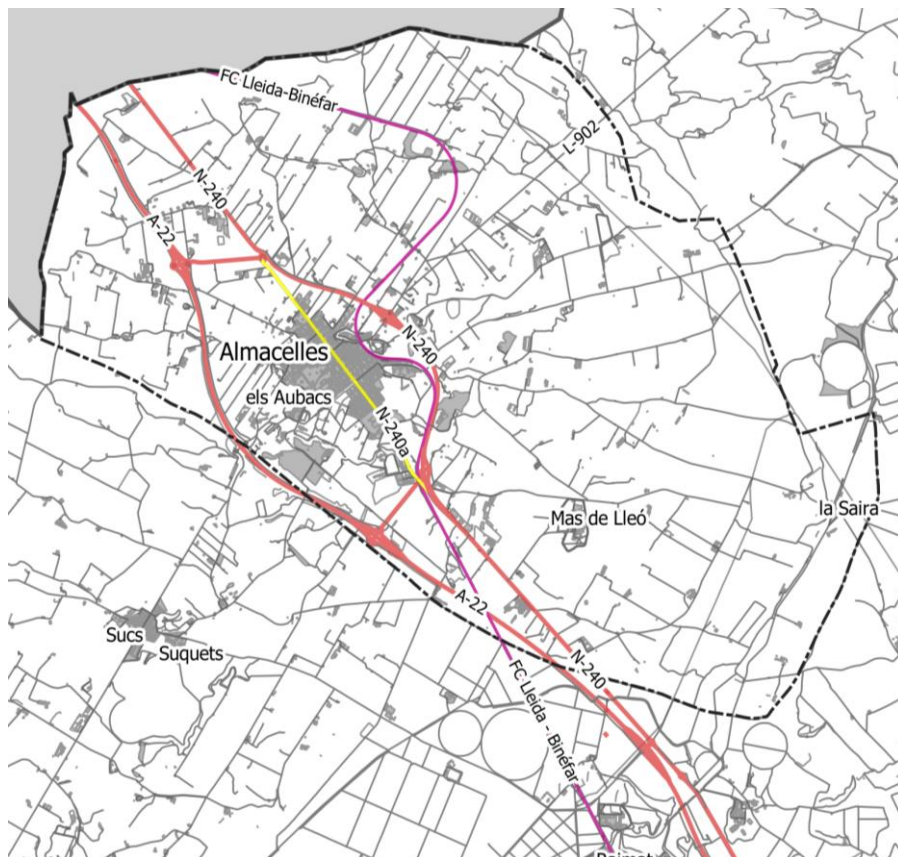 FC Lleida-Binéfar
L-902
N-240
A-22
N-240
Almacelles
els Aubacs
N-240a
Mas de Lleó
la Saira
A-22
Sucs
Suquets
N-240
FC Lleida - Binéfar